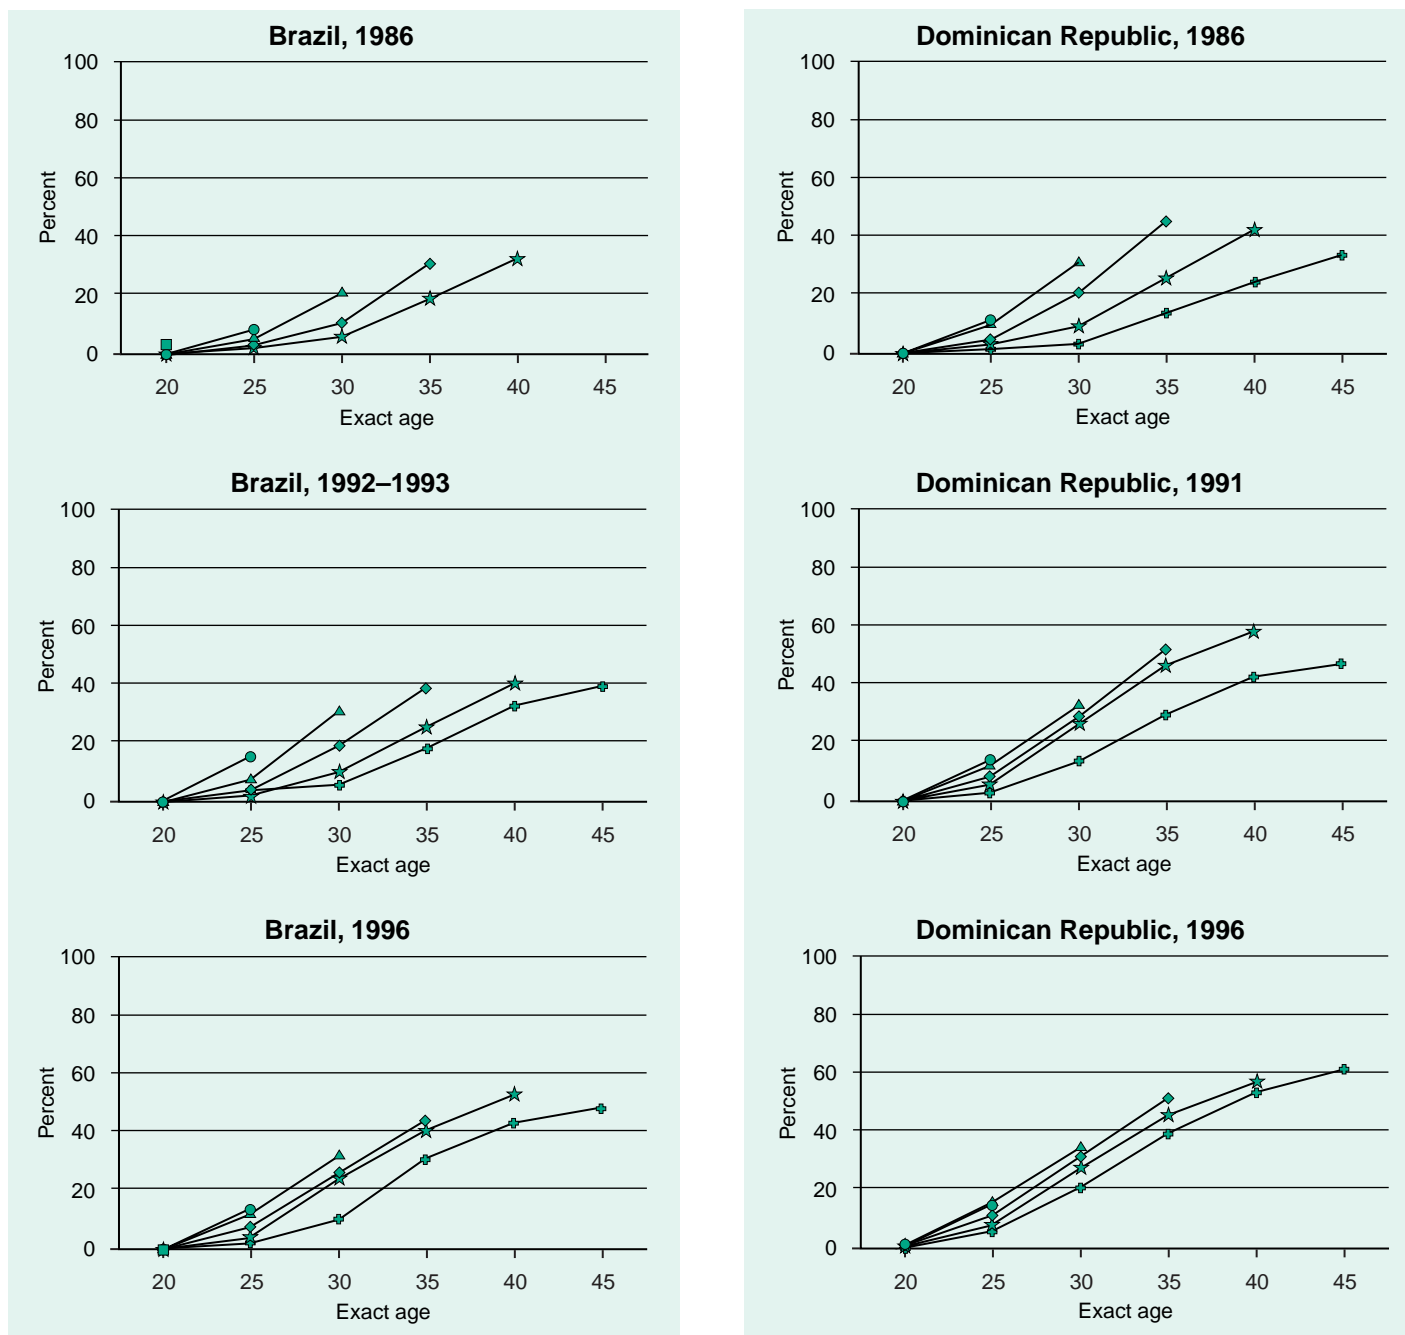 Brazil, 1986
100
80
60
40
20
0
Percent
20 25 30 35 40 45
Exact age
Dominican Republic, 1986
100
80
60
40
20
0
Percent
20 25 30 35 40 45
Exact age
Brazil, 1992–1993
100
80
60
40
20
0
Percent
20 25 30 35 40 45
Exact age
Dominican Republic, 1991
100
80
60
40
20
0
Percent
20 25 30 35 40 45
Exact age
Brazil, 1996
100
80
60
40
20
0
Percent
20 25 30 35 40 45
Exact age
Dominican Republic, 1996
100
80
60
40
20
0
Percent
20 25 30 35 40 45
Exact age